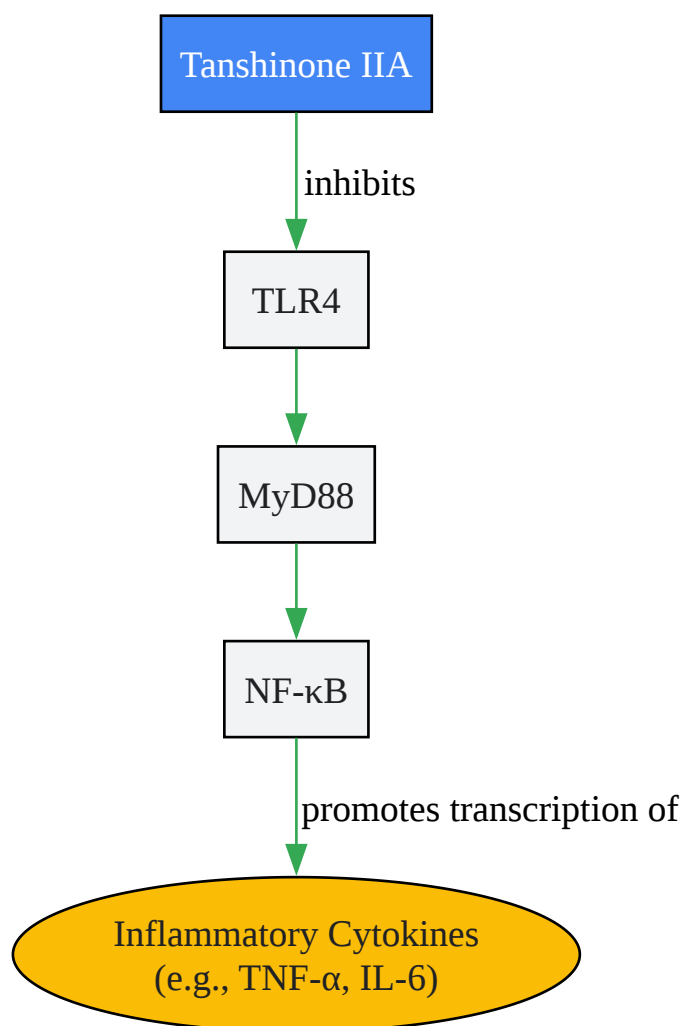 Tanshinone IIA
inhibits
TLR4
MyD88
NF-κB
promotes transcription of
Inflammatory Cytokines
(e.g., TNF-α, IL-6)